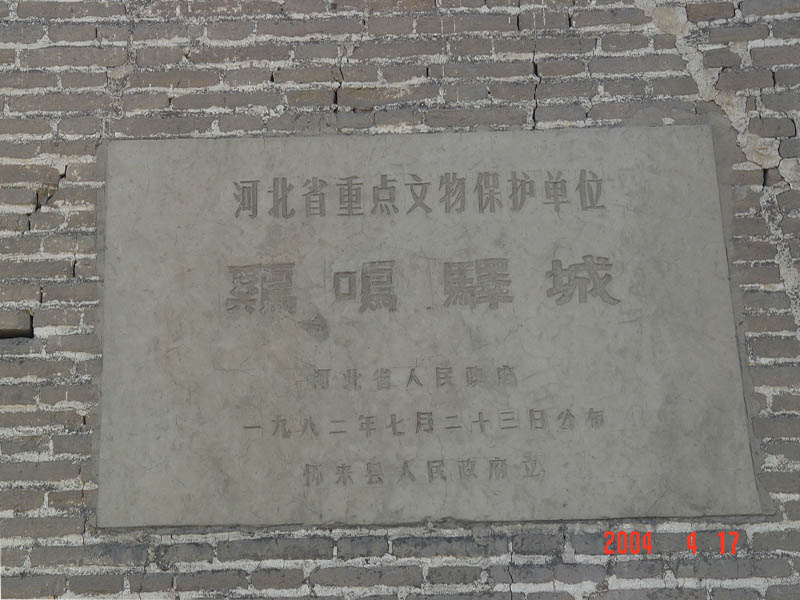 河北省重点文物保护单位
鷄鳴驛城
河北省人民政府
一九八二年七月二十三日公布
怀来县人民政府立
2004 4 17